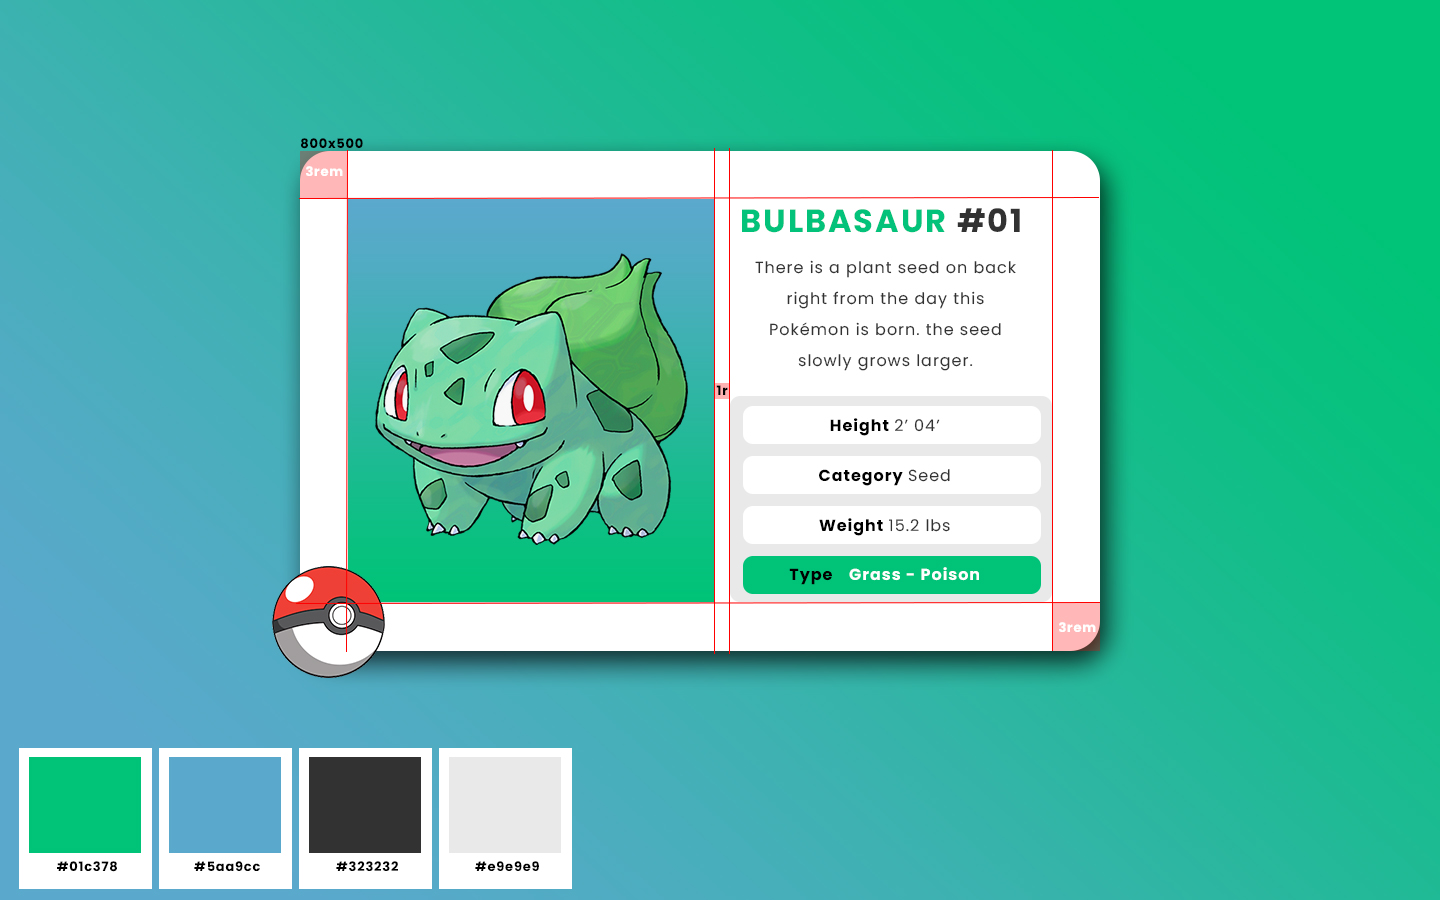 800x500
3rem
BULBASAUR #01
There is a plant seed on back
right from the day this
Pokémon is born. the seed
slowly grows larger.
1r
Height 2’ 04’
Category Seed
Weight 15.2 lbs
Type Grass - Poison
3rem
#01c378 #5aa9cc #323232 #e9e9e9